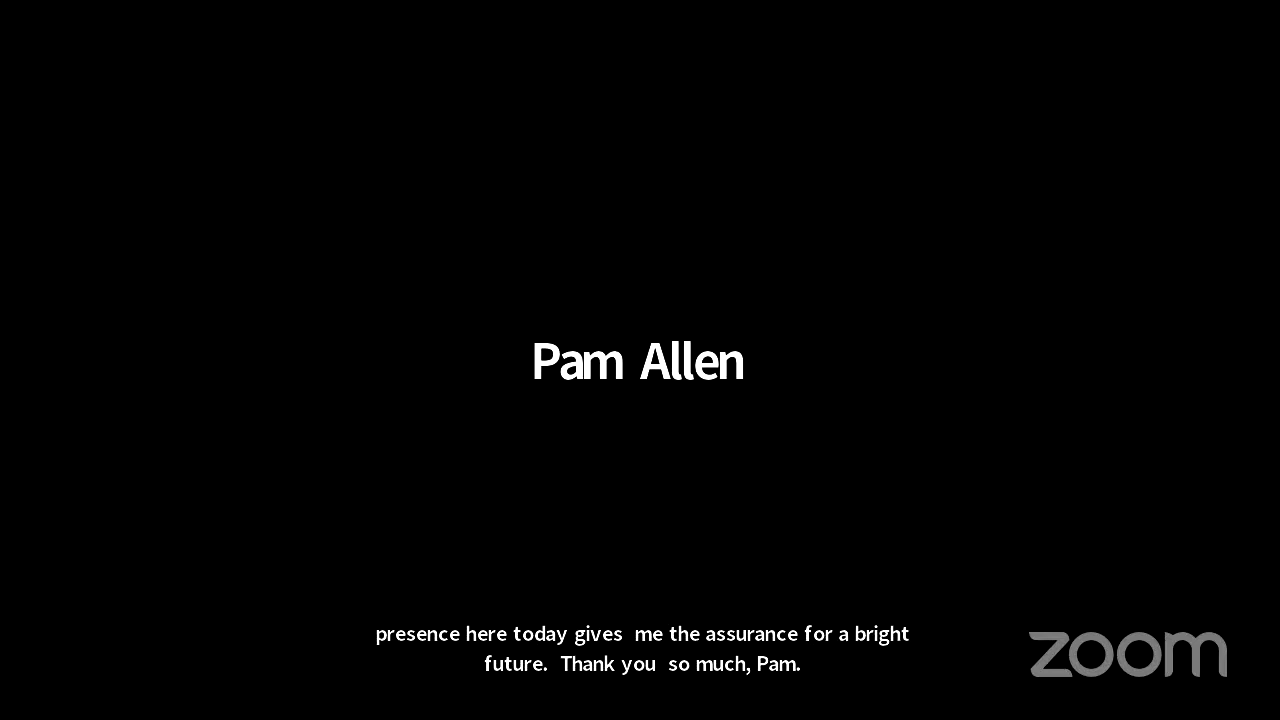 Pam Allen
presence here today gives me the assurance for a bright
future. Thank you so much, Pam.
zoom